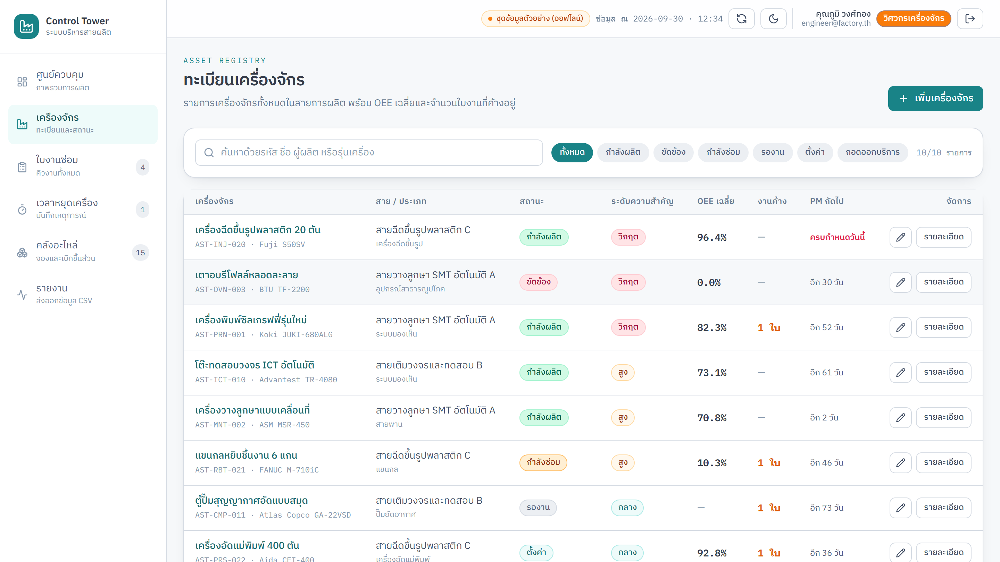 Control Tower
ระบบบริหารสายผลิต
ศูนย์ควบคุม
ภาพรวมการผลิต
เครื่องจักร
ทะเบียนและสถานะ
ใบงานซ่อม
คิวงานทั้งหมด
4
เวลาหยุดเครื่อง
บันทึกเหตุการณ์
1
คลังอะไหล่
จองและเบิกชิ้นส่วน
15
รายงาน
ส่งออกข้อมูล CSV
ชุดข้อมูลตัวอย่าง (ออฟไลน์)
ข้อมูล ณ 2026-09-30 · 12:34
คุณภูมิ วงศ์ทอง
engineer@factory.th
วิศวกรเครื่องจักร
ASSET REGISTRY
ทะเบียนเครื่องจักร
รายการเครื่องจักรทั้งหมดในสายการผลิต พร้อม OEE เฉลี่ยและจำนวนใบงานที่ค้างอยู่
เพิ่มเครื่องจักร
ค้นหาด้วยรหัส ชื่อ ผู้ผลิต หรือรุ่นเครื่อง
ทั้งหมด กำลังผลิต ขัดข้อง กำลังซ่อม รองาน ตั้งค่า ถอดออกบริการ 10/10 รายการ
เครื่องจักร สาย / ประเภท สถานะ ระดับความสำคัญ OEE เฉลี่ย งานค้าง PM ถัดไป จัดการ
เครื่องฉีดขึ้นรูปพลาสติก 20 ตัน สายฉีดขึ้นรูปพลาสติก C กำลังผลิต วิกฤต 96.4% — ครบกำหนดวันนี้ รายละเอียด
AST-INJ-020 · Fuji S50SV เครื่องฉีดขึ้นรูป
เตาอบรีโฟลล์หลอดละลาย สายวางลูกษา SMT อัตโนมัติ A ขัดข้อง วิกฤต 0.0% — อีก 30 วัน รายละเอียด
AST-OVN-003 · BTU TF-2200 อุปกรณ์สาธารณูปโภค
เครื่องพิมพ์ซิลเกรฟฟี่รุ่นใหม่ สายวางลูกษา SMT อัตโนมัติ A กำลังผลิต วิกฤต 82.3% 1 ใบ อีก 52 วัน รายละเอียด
AST-PRN-001 · Koki JUKI-680ALG ระบบมองเห็น
โต๊ะทดสอบวงจร ICT อัตโนมัติ สายเติมวงจรและทดสอบ B กำลังผลิต สูง 73.1% — อีก 61 วัน รายละเอียด
AST-ICT-010 · Advantest TR-4080 ระบบมองเห็น
เครื่องวางลูกษาแบบเคลื่อนที่ สายวางลูกษา SMT อัตโนมัติ A กำลังผลิต สูง 70.8% — อีก 2 วัน รายละเอียด
AST-MNT-002 · ASM MSR-450 สายพาน
แขนกลหยิบชิ้นงาน 6 แกน สายฉีดขึ้นรูปพลาสติก C กำลังซ่อม สูง 10.3% 1 ใบ อีก 46 วัน รายละเอียด
AST-RBT-021 · FANUC M-710iC แขนกล
ตู้ปั๊มสุญญากาศอัดแบบสมุด สายเติมวงจรและทดสอบ B รองาน กลาง — 1 ใบ อีก 73 วัน รายละเอียด
AST-CMP-011 · Atlas Copco GA-22VSD ปั๊มอัดอากาศ
เครื่องอัดแม่พิมพ์ 400 ตัน สายฉีดขึ้นรูปพลาสติก C ตั้งค่า กลาง 92.8% 1 ใบ อีก 36 วัน รายละเอียด
AST-PRS-022 · Aida CFT-400 เครื่องอัดแม่พิมพ์